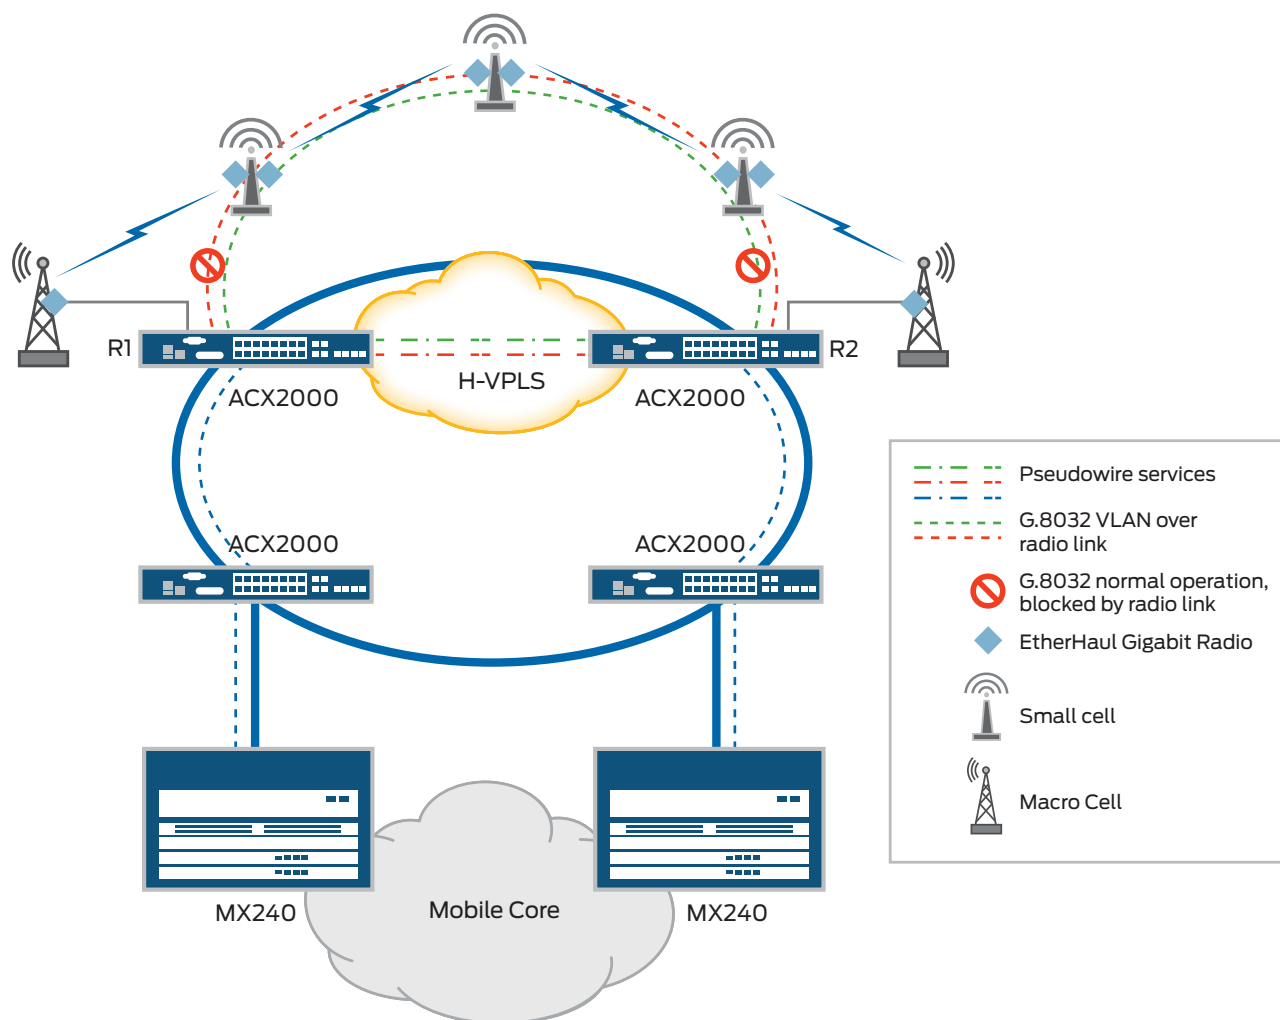 R1
R2
H-VPLS
ACX2000
ACX2000
ACX2000
ACX2000
MX240
Mobile Core
MX240
Pseudowire services
G.8032 VLAN over
radio link
G.8032 normal operation,
blocked by radio link
EtherHaul Gigabit Radio
Small cell
Macro Cell